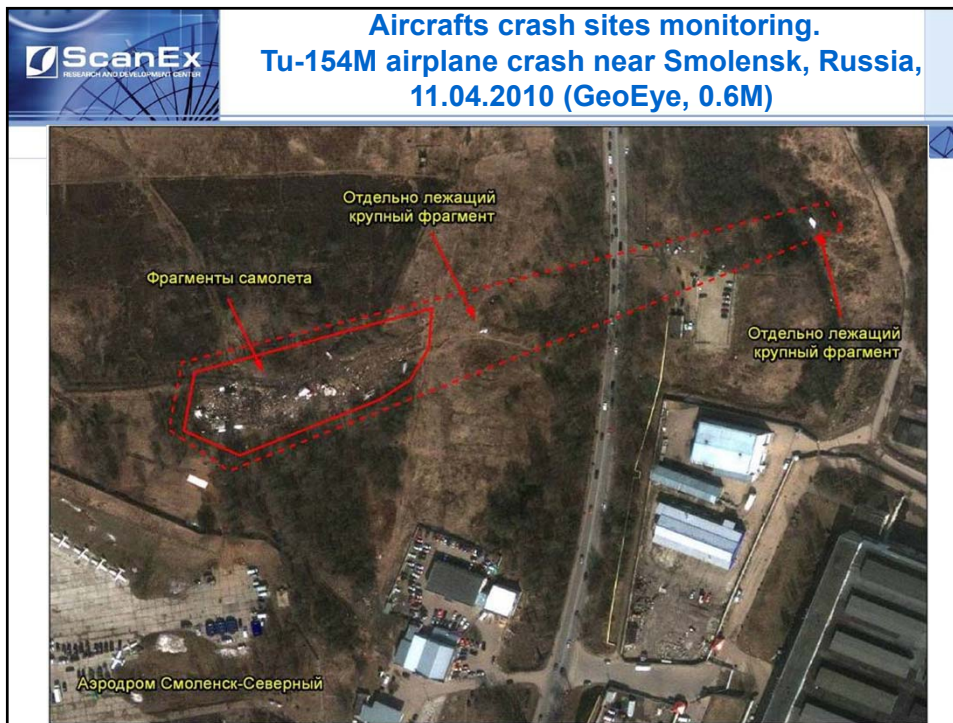 ScanEx
RESEARCH AND DEVELOPMENT CENTER
Aircrafts crash sites monitoring.
Tu-154M airplane crash near Smolensk, Russia,
11.04.2010 (GeoEye, 0.6M)
Отдельно лежащий
крупный фрагмент
Фрагменты самолета
Отдельно лежащий
крупный фрагмент
Аэродром Смоленск-Северный